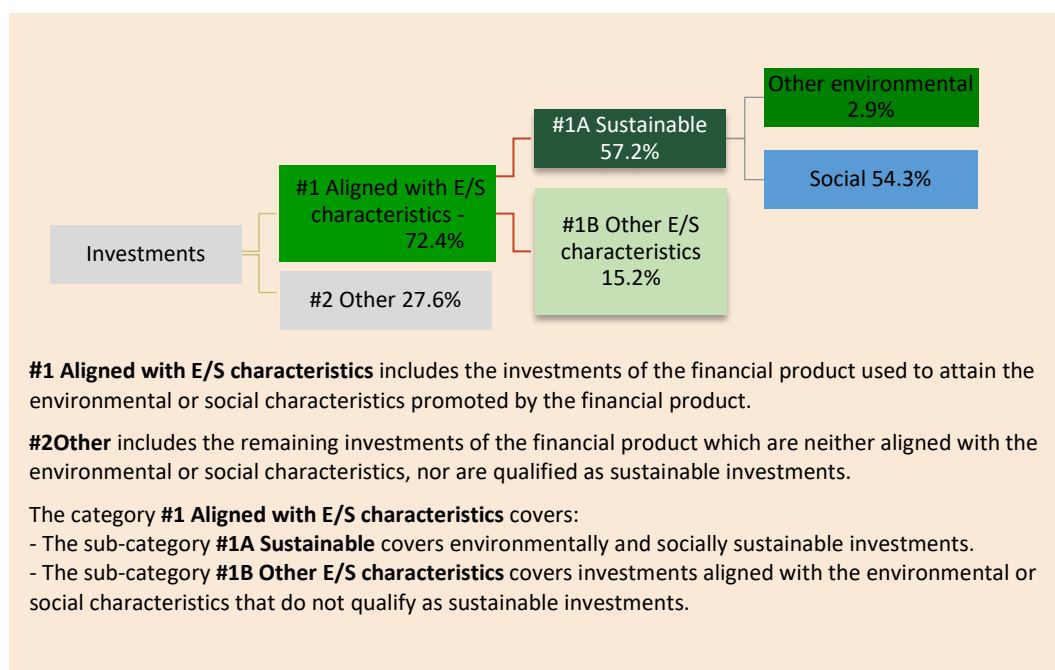 Other environmental
2.9%
#1A Sustainable
57.2%
Social 54.3%
#1 Aligned with E/S
characteristics -
72.4%
#1B Other E/S
characteristics
15.2%
Investments
#2 Other 27.6%
#1 Aligned with E/S characteristics includes the investments of the financial product used to attain the
environmental or social characteristics promoted by the financial product.
#2Other includes the remaining investments of the financial product which are neither aligned with the
environmental or social characteristics, nor are qualified as sustainable investments.
The category #1 Aligned with E/S characteristics covers:
- The sub-category #1A Sustainable covers environmentally and socially sustainable investments.
- The sub-category #1B Other E/S characteristics covers investments aligned with the environmental or
social characteristics that do not qualify as sustainable investments.